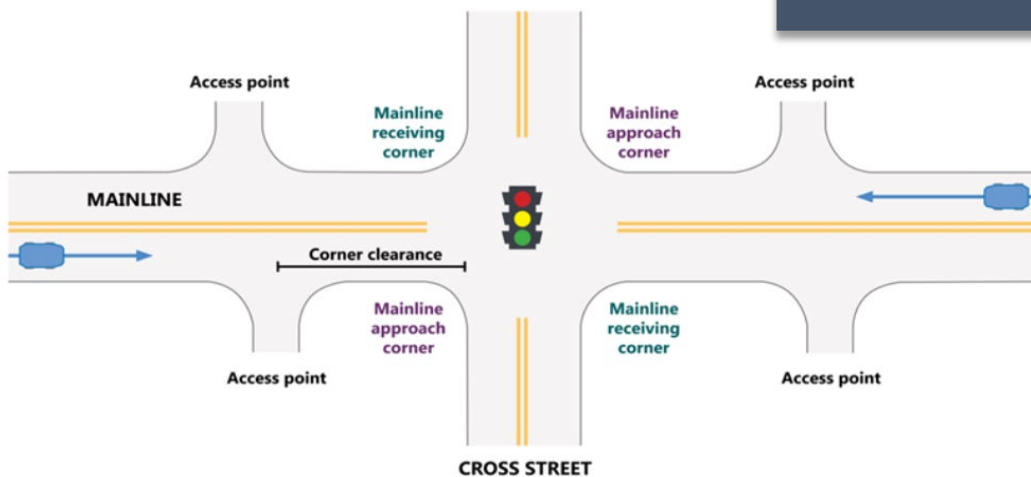 Access point
Access point
Mainline
receiving
corner
Mainline
approach
corner
MAINLINE
Corner clearance
Mainline
approach
corner
Mainline
receiving
corner
Access point
Access point
CROSS STREET